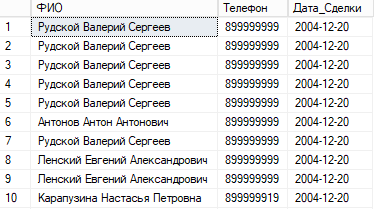 ФИО Телефон Дата_Сделки
1 Рудской Валерий Сергеев 899999999 2004-12-20
2 Рудской Валерий Сергеев 899999999 2004-12-20
3 Рудской Валерий Сергеев 899999999 2004-12-20
4 Рудской Валерий Сергеев 899999999 2004-12-20
5 Рудской Валерий Сергеев 899999999 2004-12-20
6 Антонов Антон Антонович 899999999 2004-12-20
7 Рудской Валерий Сергеев 899999999 2004-12-20
8 Ленский Евгений Александрович 899999999 2004-12-20
9 Ленский Евгений Александрович 899999999 2004-12-20
10 Карапузина Настасья Петровна 899999919 2004-12-20